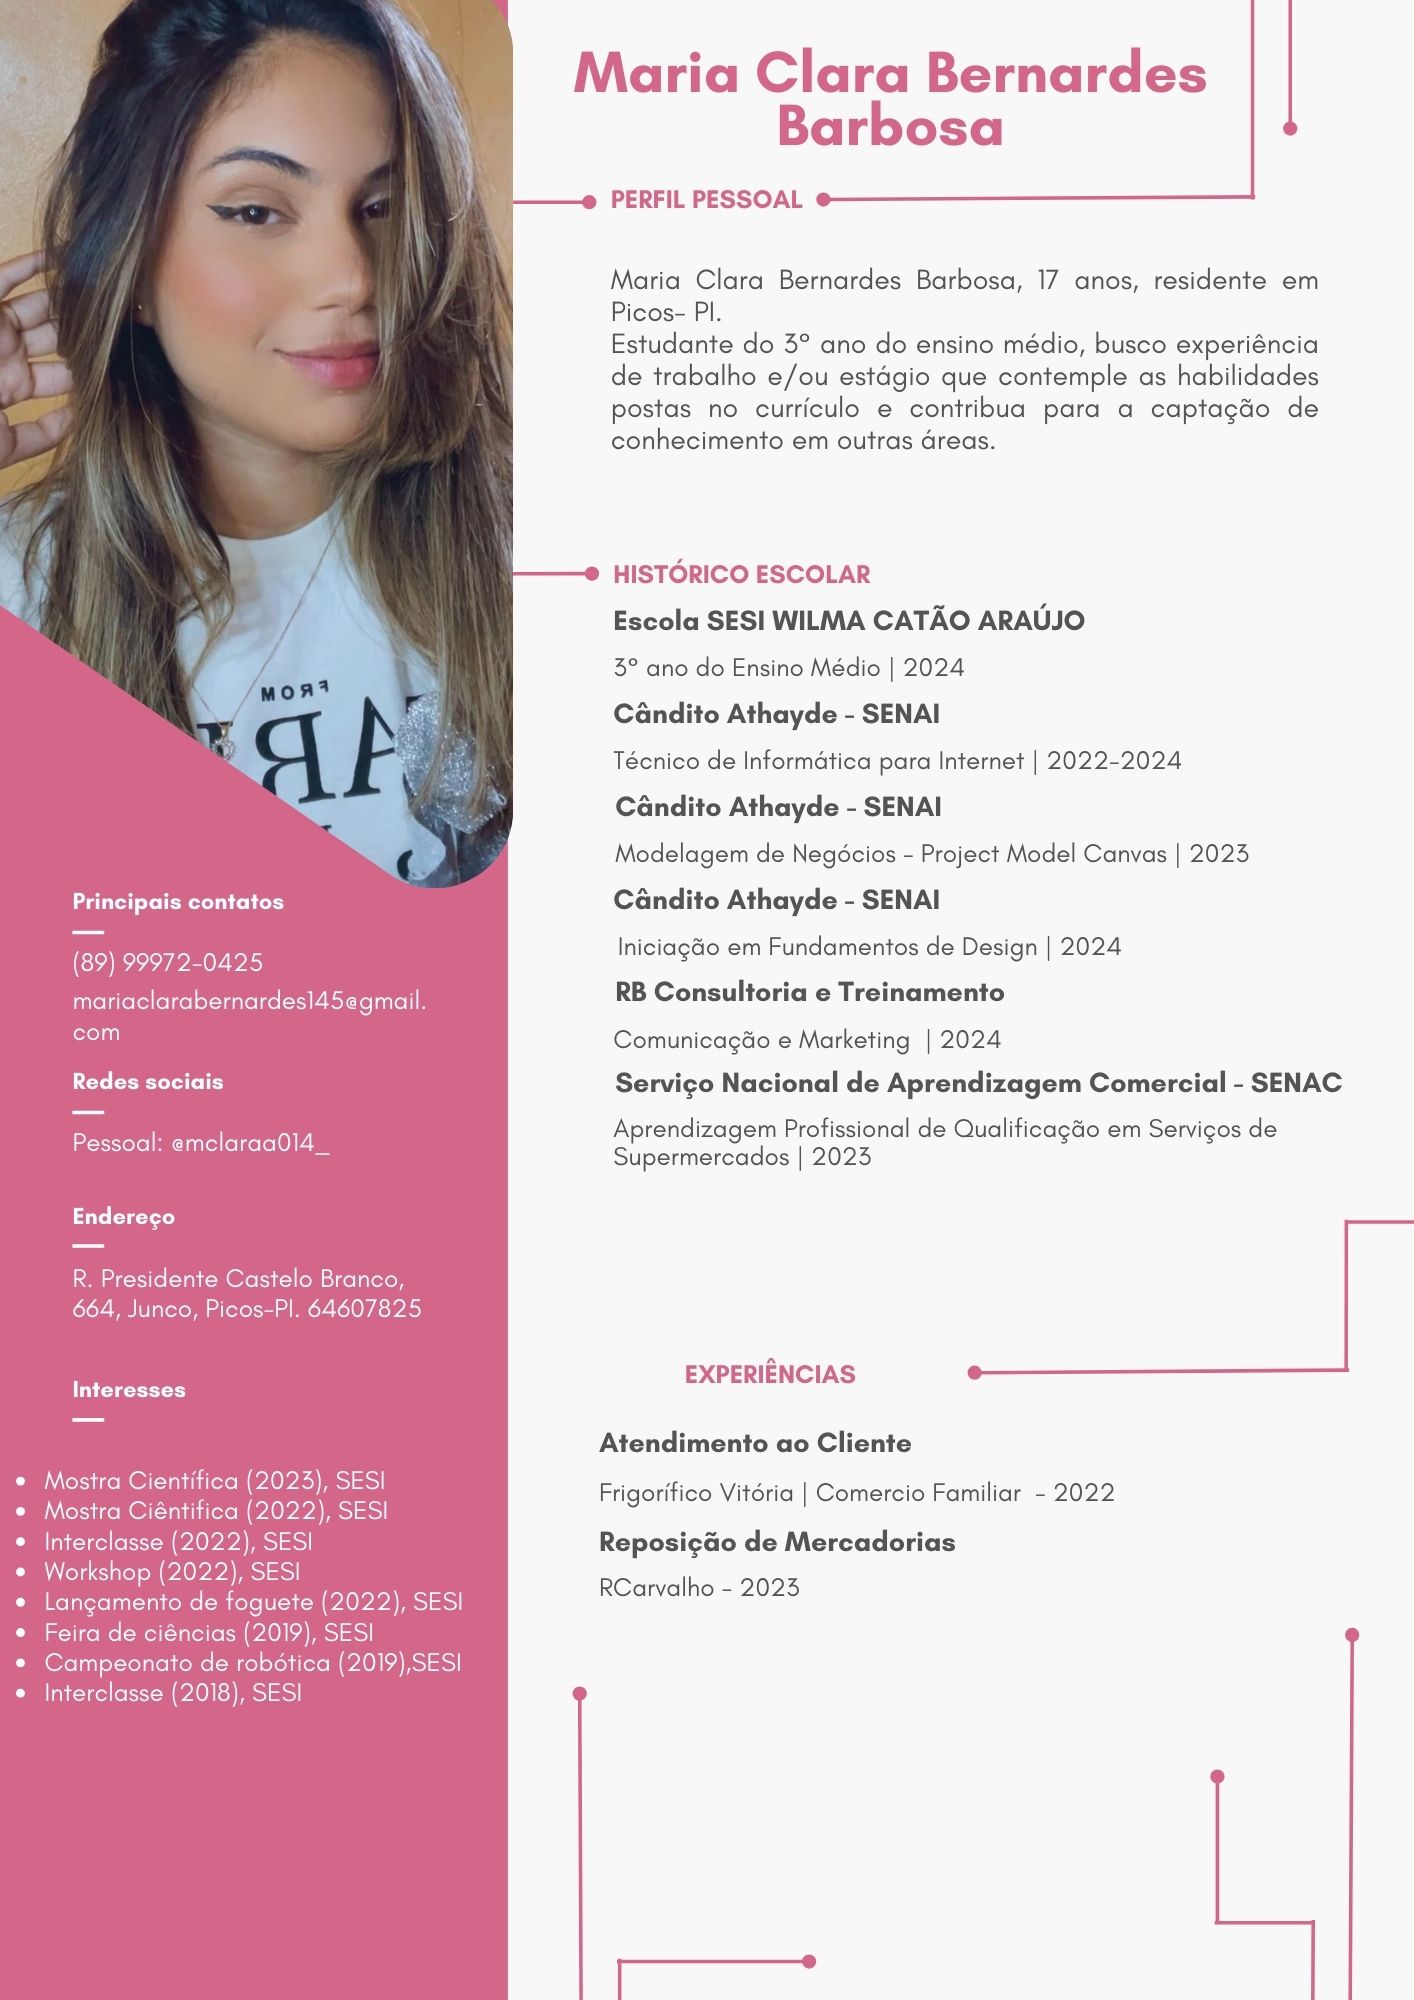 Maria Clara Bernardes
Barbosa
PERFIL PESSOAL
Maria Clara Bernardes Barbosa, 17 anos, residente em
Picos- PI.
Estudante do 3° ano do ensino médio, busco experiência
de trabalho e/ou estágio que contemple as habilidades
postas no currículo e contribua para a captação de
conhecimento em outras áreas.
HISTÓRICO ESCOLAR
Escola SESI WILMA CATÃO ARAÚJO
3° ano do Ensino Médio | 2024
Cândito Athayde - SENAI
Técnico de Informática para Internet | 2022-2024
Cândito Athayde - SENAI
Modelagem de Negócios - Project Model Canvas | 2023
Cândito Athayde - SENAI
Iniciação em Fundamentos de Design | 2024
RB Consultoria e Treinamento
Comunicação e Marketing | 2024
Serviço Nacional de Aprendizagem Comercial - SENAC
Aprendizagem Profissional de Qualificação em Serviços de
Supermercados | 2023
EXPERIÊNCIAS
Atendimento ao Cliente
Frigorífico Vitória | Comercio Familiar - 2022
Reposição de Mercadorias
RCarvalho - 2023
FROM
Principais contatos
(89) 99972-0425
mariaclarabernardes145@gmail.
com
Redes sociais
Pessoal: @mclaraa014_
Endereço
R. Presidente Castelo Branco,
664, Junco, Picos-PI. 64607825
Interesses
• Mostra Científica (2023), SESI
• Mostra Ciêntifica (2022), SESI
• Interclasse (2022), SESI
• Workshop (2022), SESI
• Lançamento de foguete (2022), SESI
• Feira de ciências (2019), SESI
• Campeonato de robótica (2019),SESI
• Interclasse (2018), SESI